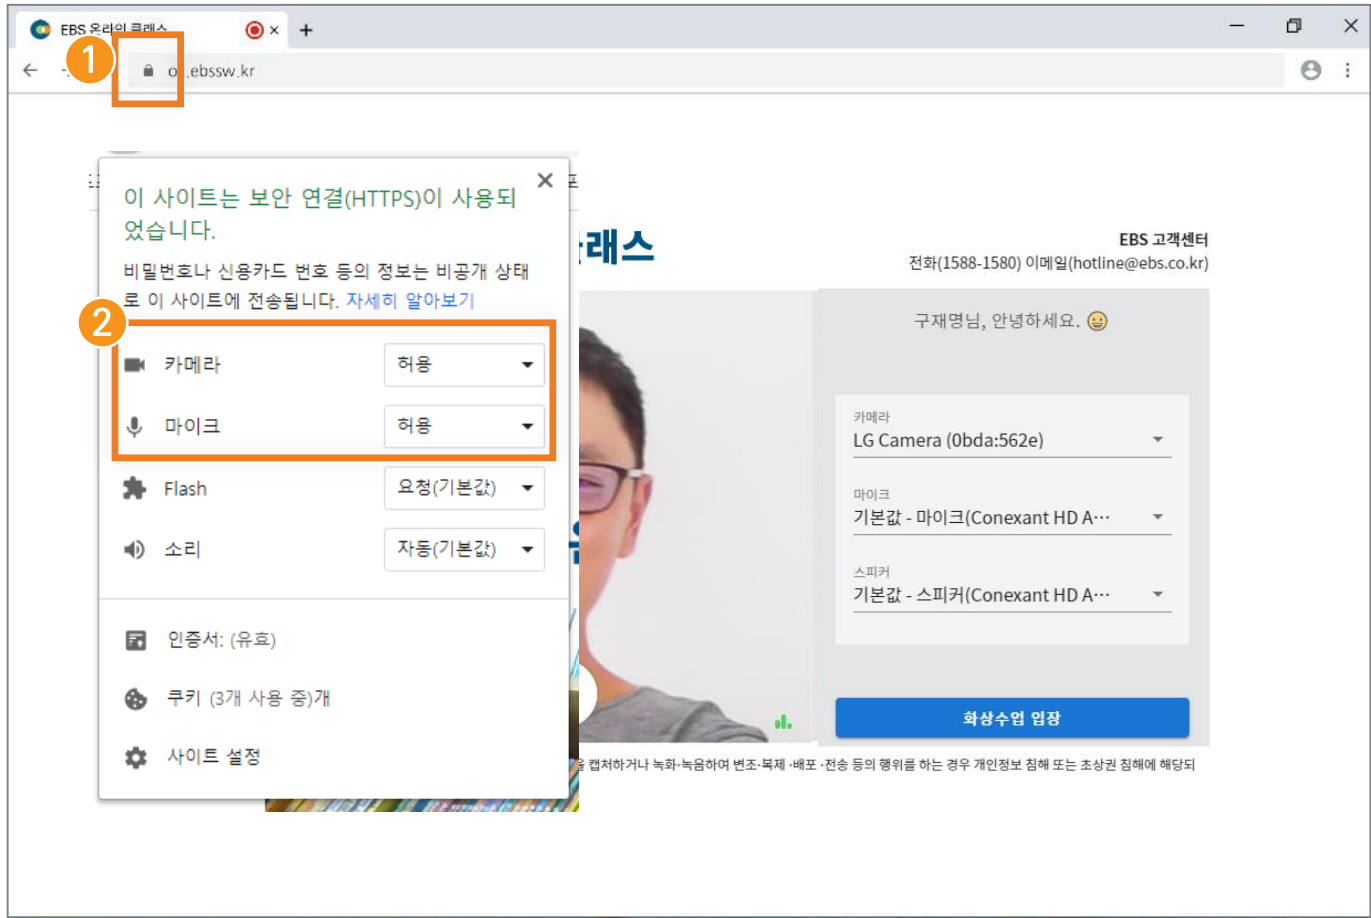 EBS 온라인 클래스
1
ebssw.kr
이 사이트는 보안 연결(HTTPS)이 사용되
었습니다.
비밀번호나 신용카드 번호 등의 정보는 비공개 상태
로 이 사이트에 전송됩니다. 자세히 알아보기
2
카메라 허용
마이크 허용
Flash 요청(기본값)
소리 자동(기본값)
인증서: (유효)
쿠키 (3개 사용 중)개
사이트 설정
래스
EBS 고객센터
전화(1588-1580) 이메일(hotline@ebs.co.kr)
구재명님, 안녕하세요.
카메라
LG Camera (0bda:562e)
마이크
기본값 - 마이크(Conexant HD A···
스피커
기본값 - 스피커(Conexant HD A···
화상수업 입장
을 캡처하거나 녹화·녹음하여 변조·복제 ·배포 ·전송 등의 행위를 하는 경우 개인정보 침해 또는 초상권 침해에 해당되